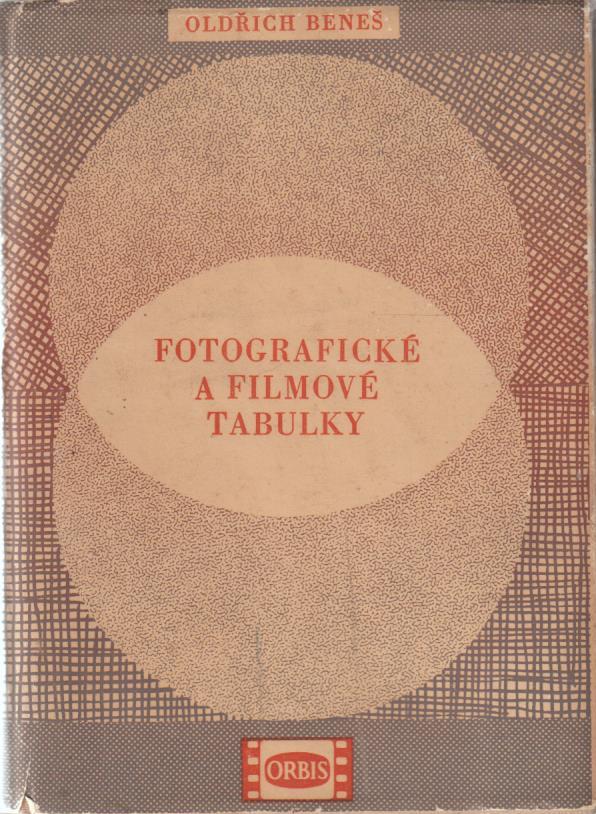 OLDŘICH BENEŠ
FOTOGRAFICKÉ
A FILMOVÉ
TABULKY
ORBIS